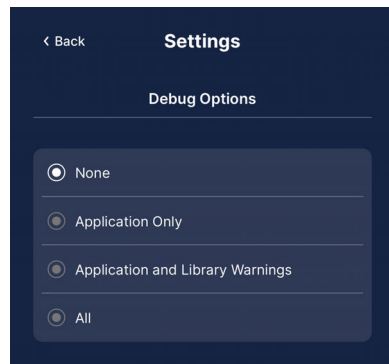 Back
Settings
Debug Options
None
Application Only
Application and Library Warnings
All